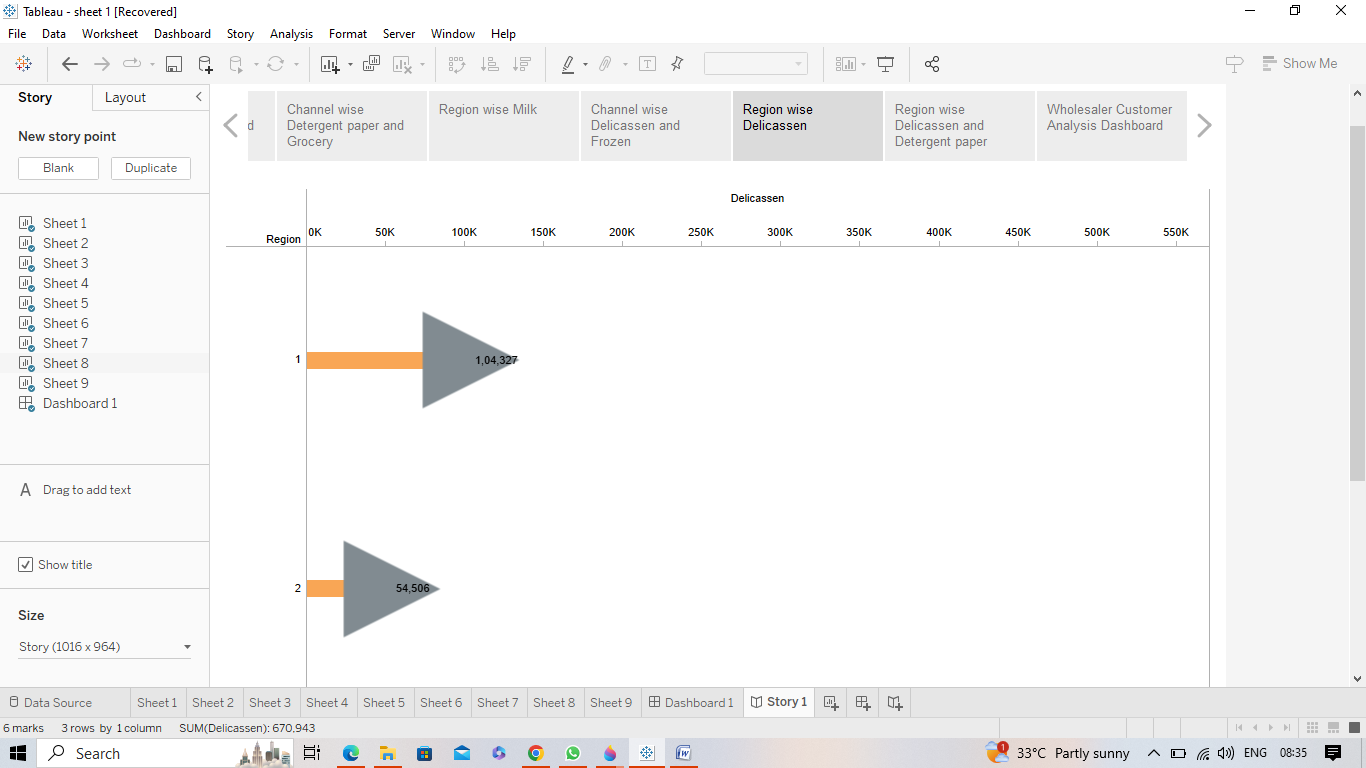 Tableau - sheet 1 [Recovered]
File Data Worksheet Dashboard Story Analysis Format Server Window Help
Show Me
Story Layout
New story point
Blank Duplicate
Sheet 1
Sheet 2
Sheet 3
Sheet 4
Sheet 5
Sheet 6
Sheet 7
Sheet 8
Sheet 9
Dashboard 1
A Drag to add text
Show title
Size
Story (1016 x 964)
d
Channel wise
Detergent paper and
Grocery
Region wise Milk
Channel wise
Delicassen and
Frozen
Region wise
Delicassen
Region wise
Delicassen and
Detergent paper
Wholesaler Customer
Analysis Dashboard
Delicassen
Region 0K 50K 100K 150K 200K 250K 300K 350K 400K 450K 500K 550K
1 1,04,327
2 54,506
Data Source Sheet 1 Sheet 2 Sheet 3 Sheet 4 Sheet 5 Sheet 6 Sheet 7 Sheet 8 Sheet 9 Dashboard 1 Story 1
6 marks 3 rows by 1 column SUM(Delicassen): 670,943
Search 1 33°C Partly sunny ENG 08:35